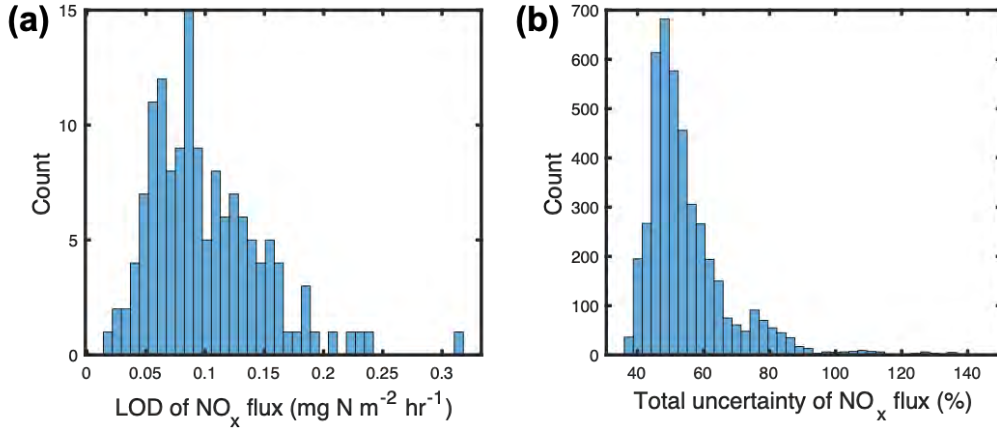 (a)
15
10
5
0
Count
0 0.05 0.1 0.15 0.2 0.25 0.3
LOD of NOₓ flux (mg N m⁻² hr⁻¹)
(b)
700
600
500
400
300
200
100
0
Count
40 60 80 100 120 140
Total uncertainty of NOₓ flux (%)